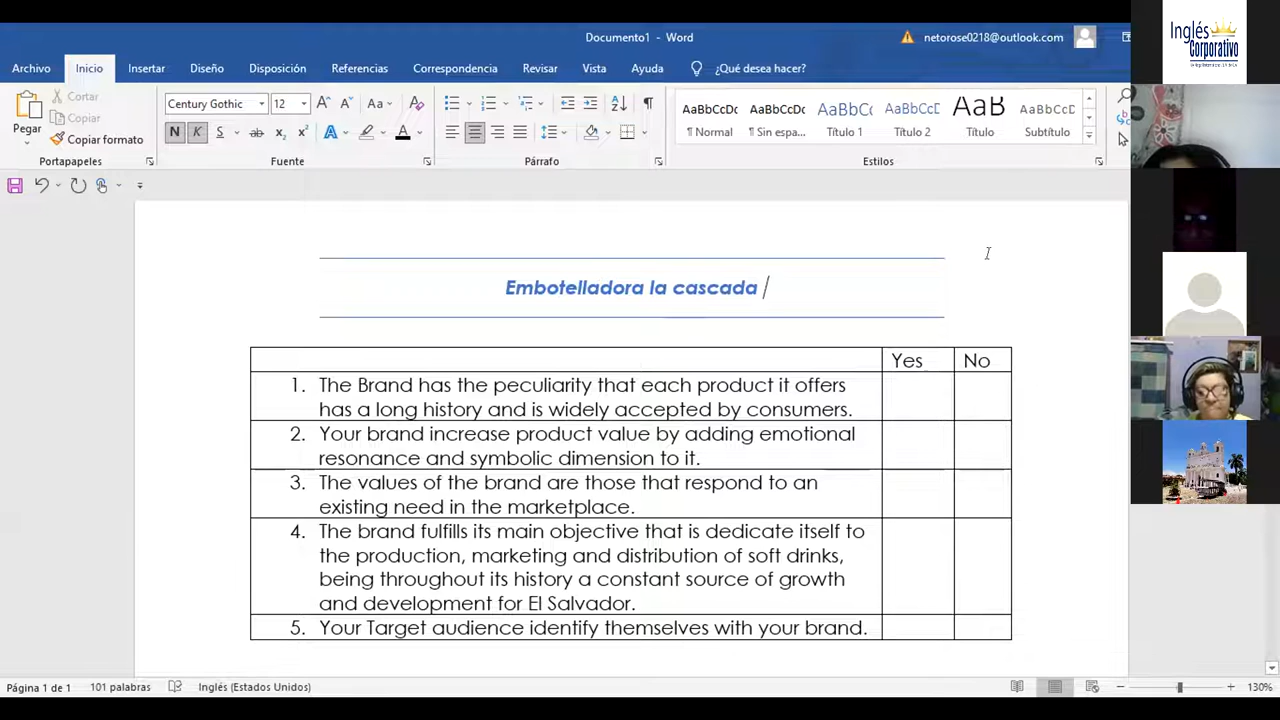 Documento1 - Word
netorose0218@outlook.com
Inglés
Corporativo
Archivo Inicio Insertar Diseño Disposición Referencias Correspondencia Revisar Vista Ayuda ¿Qué desea hacer?
Pegar
Cortar
Copiar
Copiar formato
Century Gothic 12
Aa
N K S ab x₂ x² A A
AaBbCcDc AaBbCcDc AaBbCc AaBbCcD AaB AaBbCcD
¶ Normal ¶ Sin espa... Título 1 Título 2 Título Subtítulo
Portapapeles Fuente Párrafo Estilos
Embotelladora la cascada
Yes No
1. The Brand has the peculiarity that each product it offers
has a long history and is widely accepted by consumers.
2. Your brand increase product value by adding emotional
resonance and symbolic dimension to it.
3. The values of the brand are those that respond to an
existing need in the marketplace.
4. The brand fulfills its main objective that is dedicate itself to
the production, marketing and distribution of soft drinks,
being throughout its history a constant source of growth
and development for El Salvador.
5. Your Target audience identify themselves with your brand.
Página 1 de 1 101 palabras Inglés (Estados Unidos) 130%